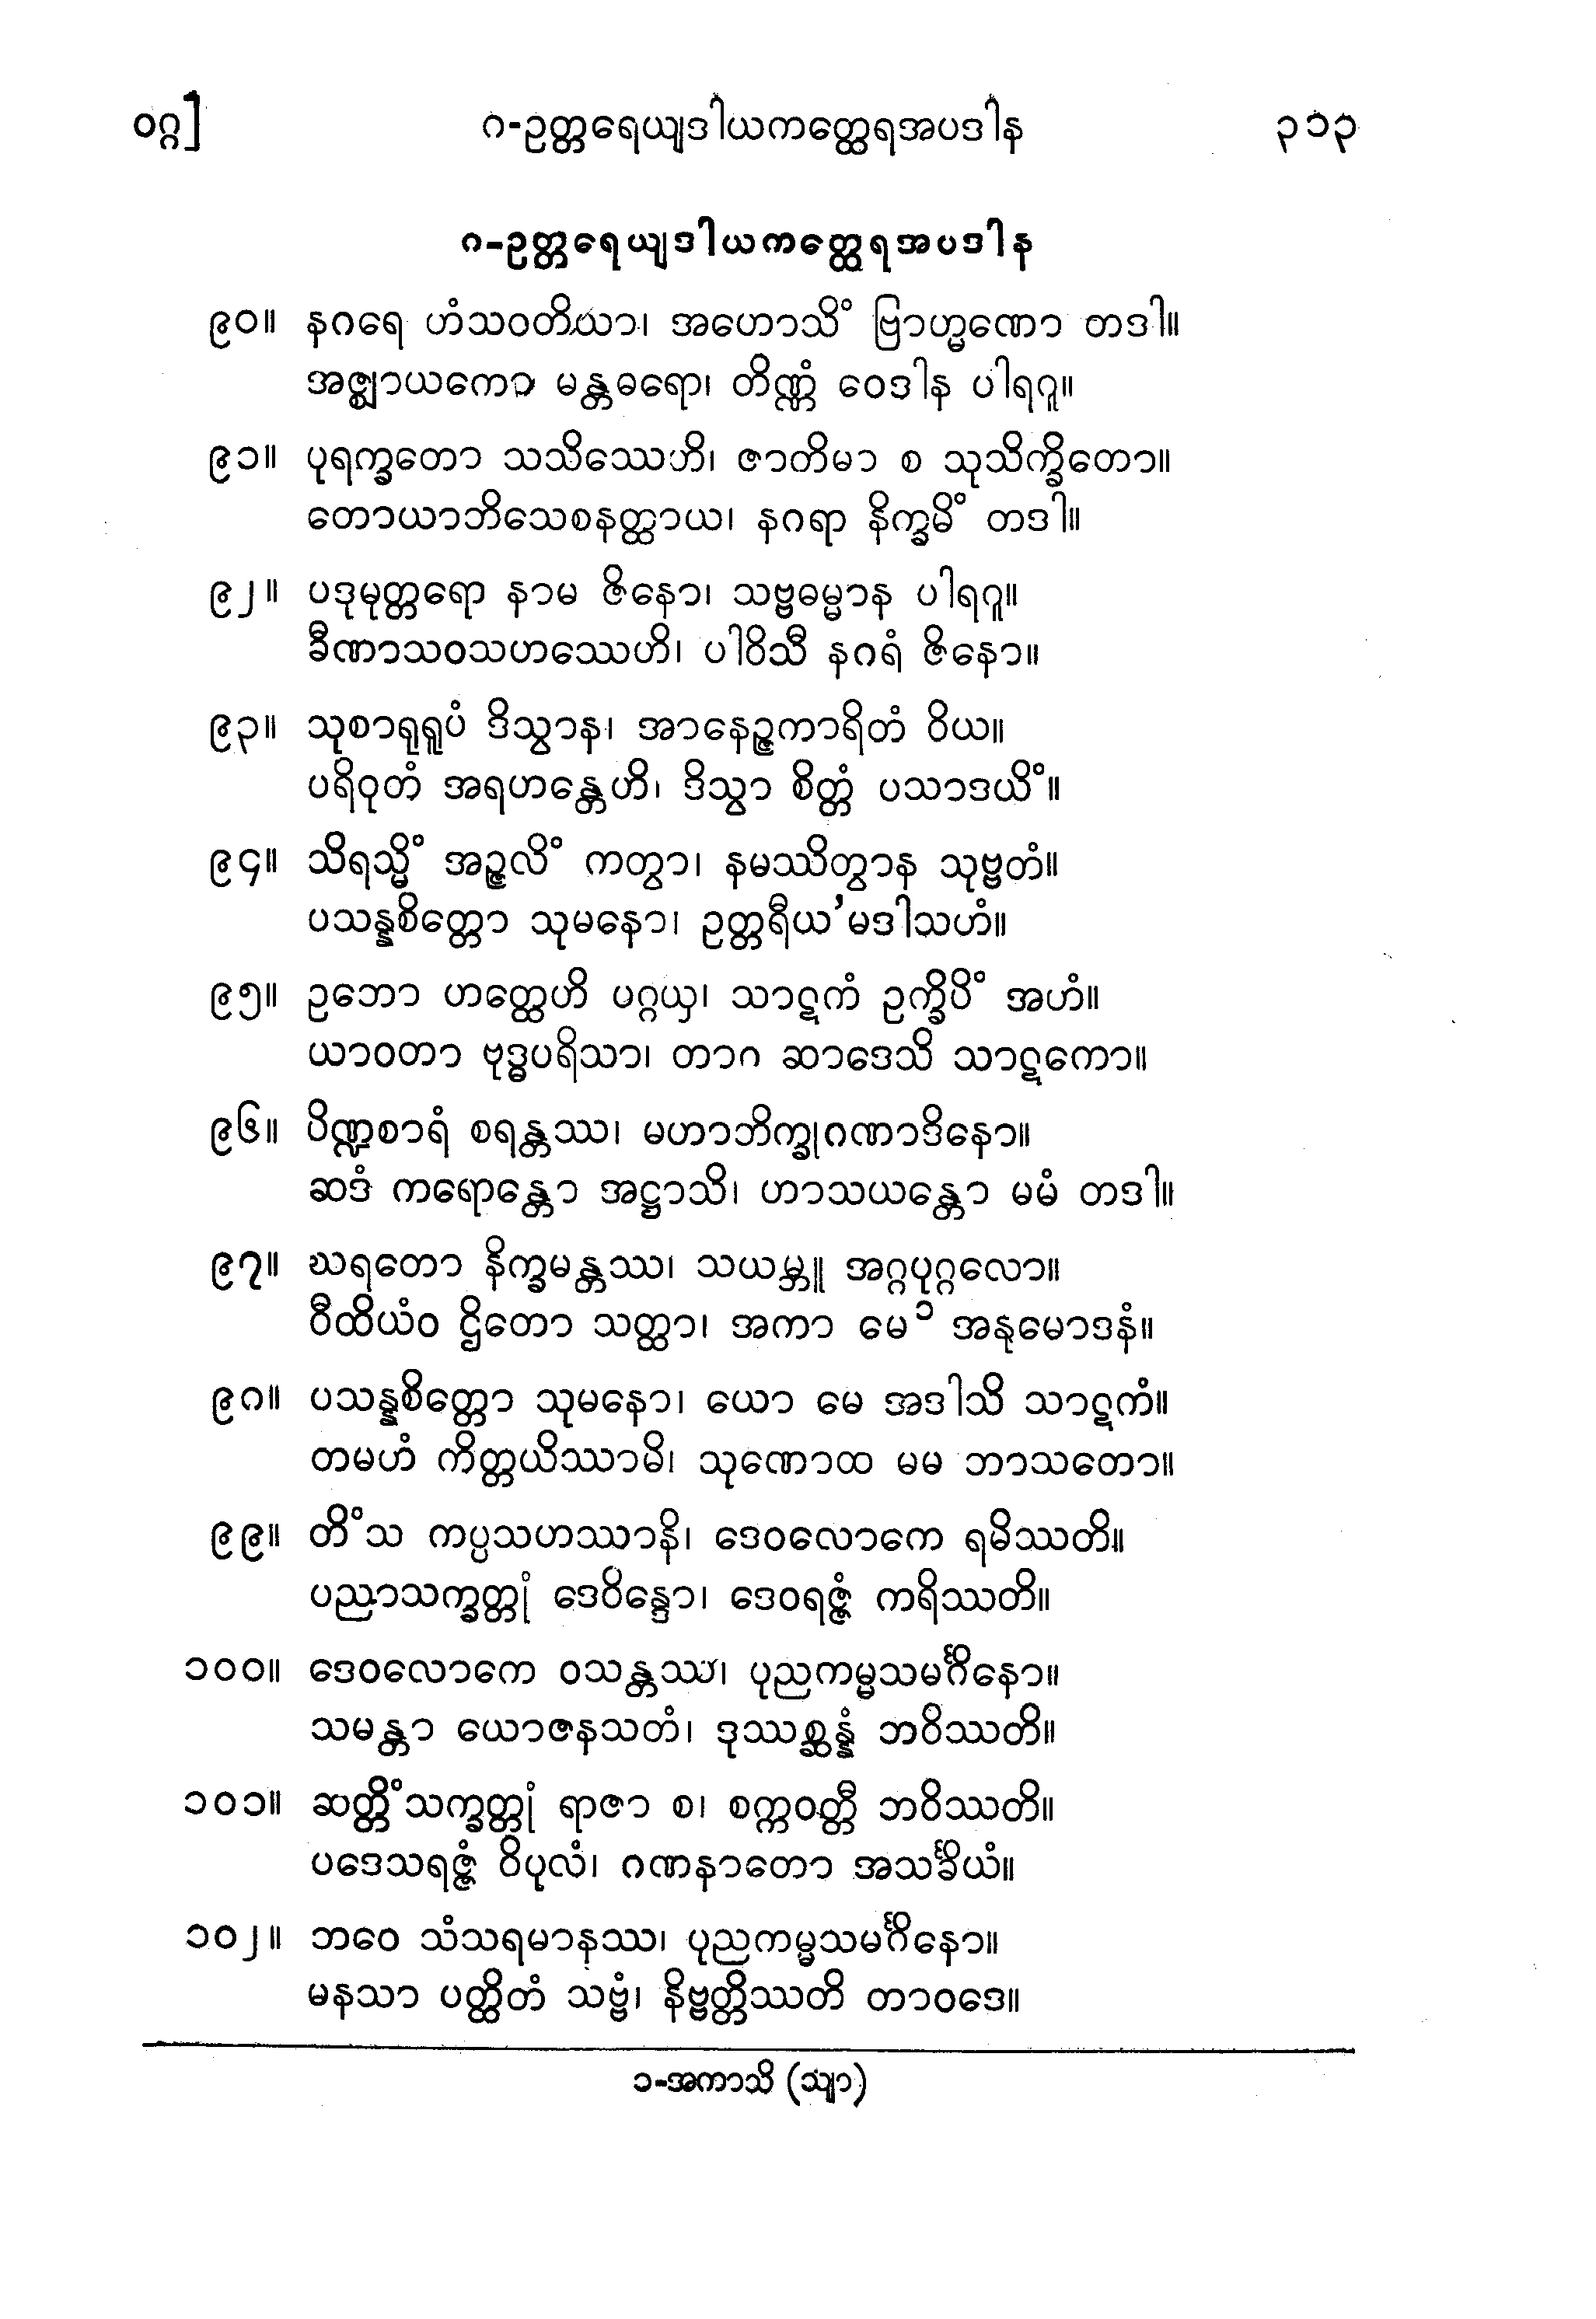 ဝဂ္ဂ]
ဂ-ဥတ္တရေယျဒါယကတ္ထေရအပဒါန
၃၁၃
ဂ-ဥတ္တရေယျဒါယကတ္ထေရအပဒါန
၉၀။ နဂရေ ဟံသဝတိယာ၊ အဟောသိံ ဗြာဟ္မဏော တဒါ။
အဇ္ဈာယကော မန္တဓရော၊ တိဏ္ဏံ ဝေဒါန ပါရဂူ။
၉၁။ ပုရက္ခတော သသိဿေဟိ၊ ဇာတိမာ စ သုသိက္ခိတော။
တောယာဘိသေစနတ္ထာယ၊ နဂရာ နိက္ခမိံ တဒါ။
၉၂။ ပဒုမုတ္တရော နာမ ဇိနော၊ သဗ္ဗဓမ္မာန ပါရဂူ။
ခီဏာသဝသဟဿေဟိ၊ ပါဝိသီ နဂရံ ဇိနော။
၉၃။ သုစာရုရူပံ ဒိသွာန၊ အာနေဉ္ဇကာရိတံ ဝိယ။
ပရိဝုတံ အရဟန္တေဟိ၊ ဒိသွာ စိတ္တံ ပသာဒယိံ။
၉၄။ သိရသ္မိံ အဉ္ဇလိံ ကတွာ၊ နမဿိတွာန သုဗ္ဗတံ။
ပသန္နစိတ္တော သုမနော၊ ဥတ္တရီယ’မဒါသဟံ။
၉၅။ ဥဘော ဟတ္ထေဟိ ပဂ္ဂယှ၊ သာဋကံ ဥက္ခိပိံ အဟံ။
ယာဝတာ ဗုဒ္ဓပရိသာ၊ တာဂ ဆာဒေသိ သာဋကော။
၉၆။ ပိဏ္ဍစာရံ စရန္တဿ၊ မဟာဘိက္ခုဂဏာဒိနော။
ဆဒံ ကရောန္တော အဋ္ဌာသိ၊ ဟာသယန္တော မမံ တဒါ။
၉၇။ ဃရတော နိက္ခမန္တဿ၊ သယမ္ဘူ အဂ္ဂပုဂ္ဂလော။
ဝီထိယံဝ ဌိတော သတ္ထာ၊ အကာ မေ ၁ အနုမောဒနံ။
၉၈။ ပသန္နစိတ္တော သုမနော၊ ယော မေ အဒါသိ သာဋကံ။
တမဟံ ကိတ္တယိဿာမိ၊ သုဏောထ မမ ဘာသတော။
၉၉။ တိံသ ကပ္ပသဟဿာနိ၊ ဒေဝလောကေ ရမိဿတိ။
ပညာသက္ခတ္တုံ ဒေဝိန္ဒော၊ ဒေဝရဇ္ဇံ ကရိဿတိ။
၁၀၀။ ဒေဝလောကေ ဝသန္တဿ၊ ပုညကမ္မသမင်္ဂိနော။
သမန္တာ ယောဇနသတံ၊ ဒုဿစ္ဆန္နံ ဘဝိဿတိ။
၁၀၁။ ဆတ္တိံသက္ခတ္တုံ ရာဇာ စ၊ စက္ကဝတ္တီ ဘဝိဿတိ။
ပဒေသရဇ္ဇံ ဝိပုလံ၊ ဂဏနာတော အသင်္ခိယံ။
၁၀၂။ ဘဝေ သံသရမာနဿ၊ ပုညကမ္မသမင်္ဂိနော။
မနသာ ပတ္ထိတံ သဗ္ဗံ၊ နိဗ္ဗတ္တိဿတိ တာဝဒေ။
၁-အကာသိ (သျာ)